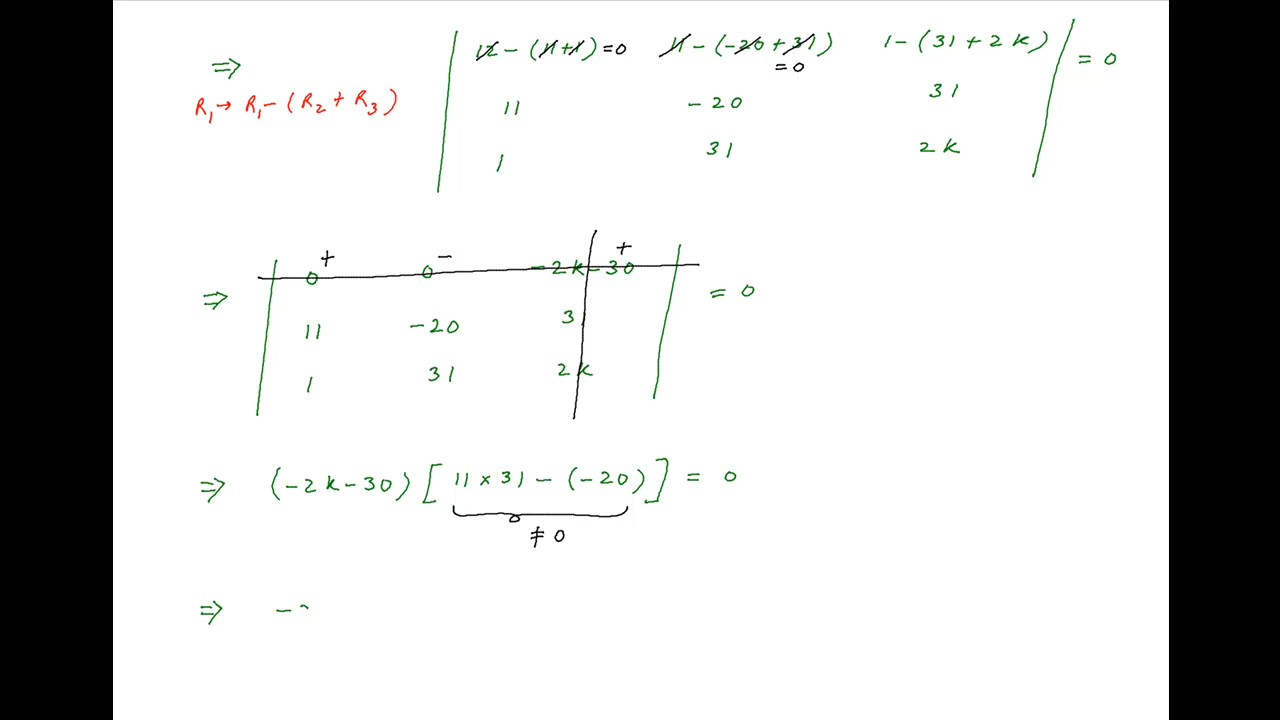 12 - (11+1) = 0   11 - (-20 + 31) = 0   1 - (31 + 2k)
⇒ = 0
R₁ → R₁ - (R₂ + R₃)   11   -20   31
1   31   2k
+   -   +
0   0   -2k - 30
⇒ = 0
11   -20   31
1   31   2k
⇒ (-2k - 30) [11 × 31 - (-20)] = 0
≠ 0
⇒ -